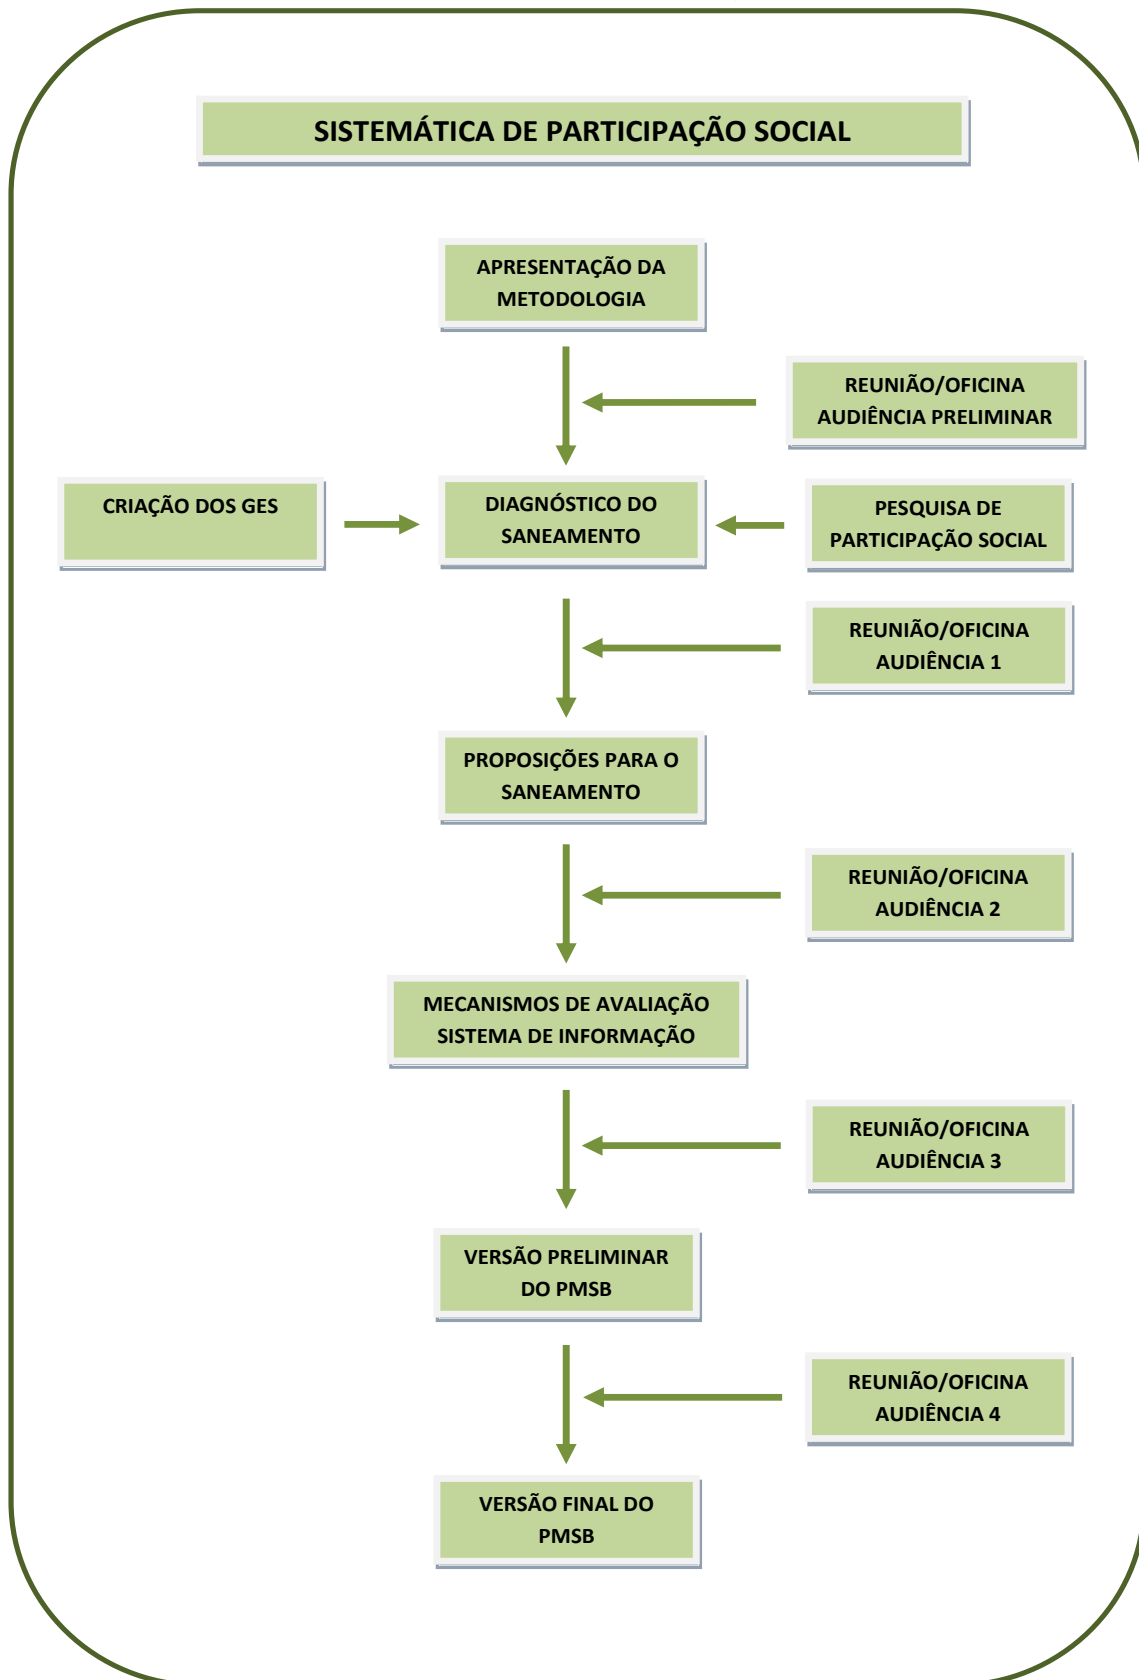 SISTEMÁTICA DE PARTICIPAÇÃO SOCIAL
APRESENTAÇÃO DA
METODOLOGIA
REUNIÃO/OFICINA
AUDIÊNCIA PRELIMINAR
CRIAÇÃO DOS GES
DIAGNÓSTICO DO
SANEAMENTO
PESQUISA DE
PARTICIPAÇÃO SOCIAL
REUNIÃO/OFICINA
AUDIÊNCIA 1
PROPOSIÇÕES PARA O
SANEAMENTO
REUNIÃO/OFICINA
AUDIÊNCIA 2
MECANISMOS DE AVALIAÇÃO
SISTEMA DE INFORMAÇÃO
REUNIÃO/OFICINA
AUDIÊNCIA 3
VERSÃO PRELIMINAR
DO PMSB
REUNIÃO/OFICINA
AUDIÊNCIA 4
VERSÃO FINAL DO
PMSB